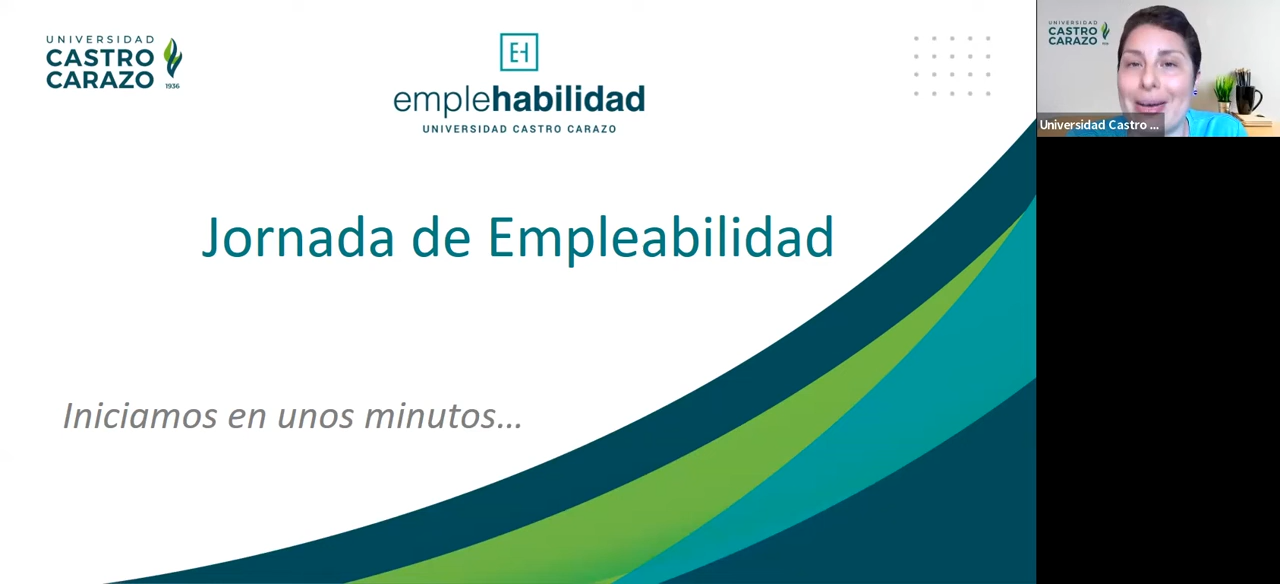 UNIVERSIDAD
CASTRO
CARAZO
1936
EH
emplehabilidad
UNIVERSIDAD CASTRO CARAZO
Jornada de Empleabilidad
Iniciamos en unos minutos...
UNIVERSIDAD
CASTRO
CARAZO
Universidad Castro ...